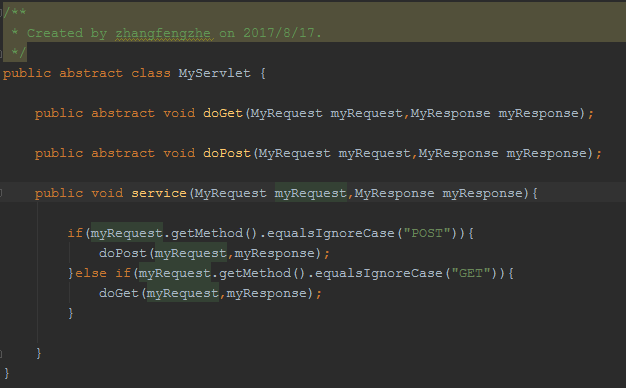 /**
 * Created by zhangfengzhe on 2017/8/17.
 */
public abstract class MyServlet {
public abstract void doGet(MyRequest myRequest,MyResponse myResponse);
public abstract void doPost(MyRequest myRequest,MyResponse myResponse);
public void service(MyRequest myRequest,MyResponse myResponse){
if(myRequest.getMethod().equalsIgnoreCase("POST")){
doPost(myRequest,myResponse);
}else if(myRequest.getMethod().equalsIgnoreCase("GET")){
doGet(myRequest,myResponse);
}
}
}